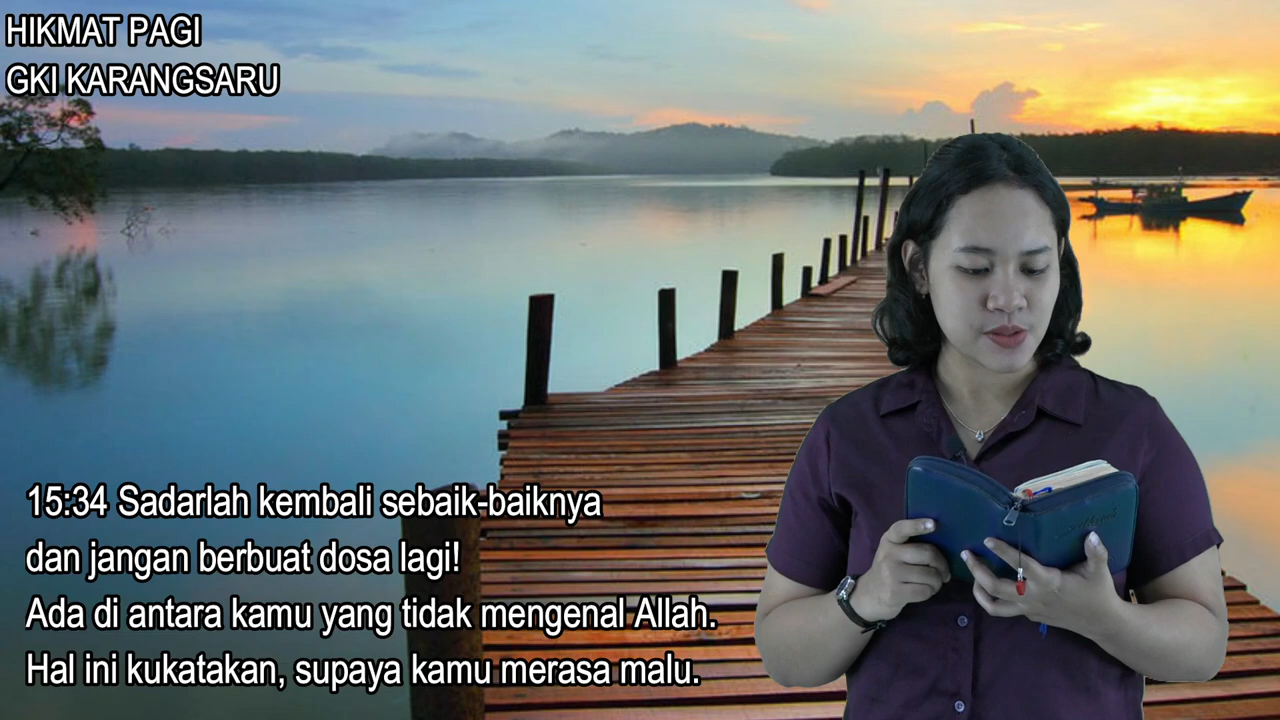 HIKMAT PAGI
GKI KARANGSARU
15:34 Sadarlah kembali sebaik-baiknya
dan jangan berbuat dosa lagi!
Ada di antara kamu yang tidak mengenal Allah.
Hal ini kukatakan, supaya kamu merasa malu.